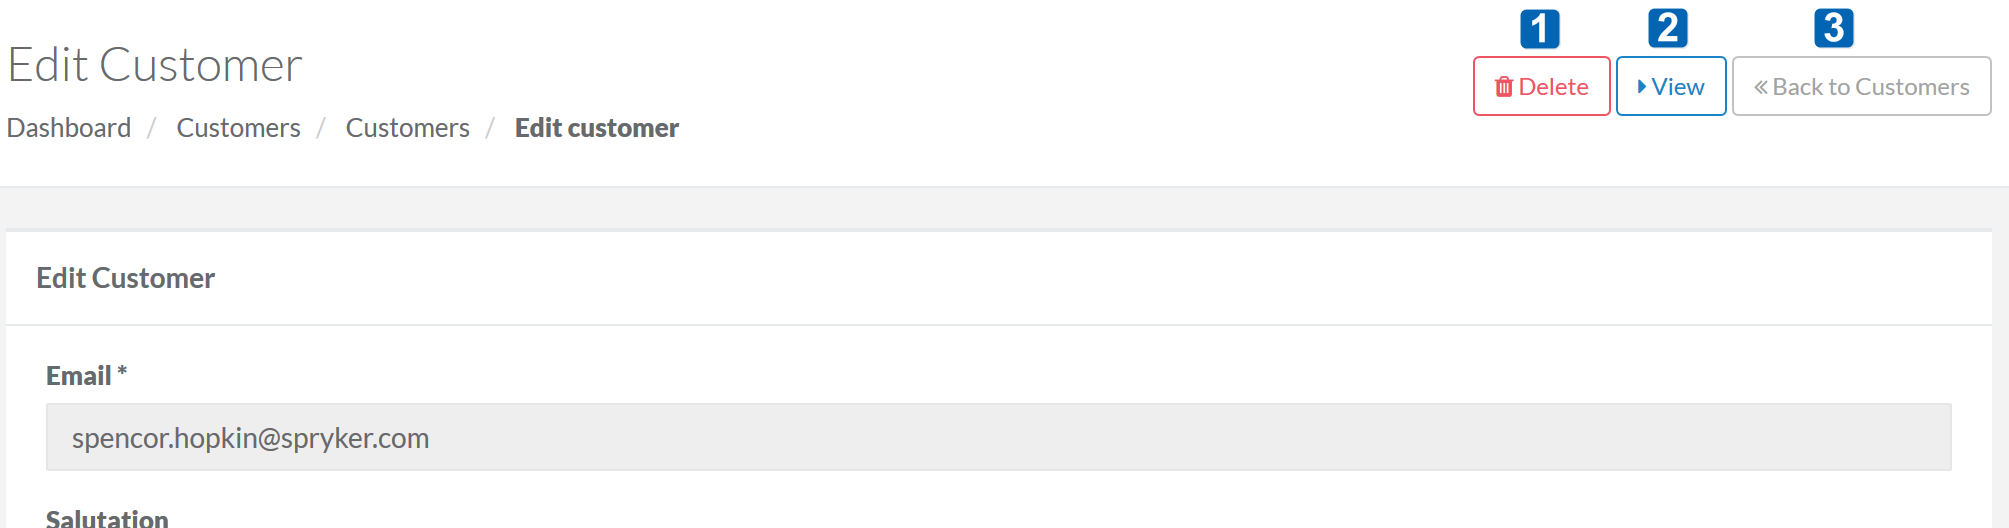 1 2 3
Edit Customer
Delete View Back to Customers
Dashboard / Customers / Customers / Edit customer
Edit Customer
Email *
spencor.hopkin@spryker.com
Salutation